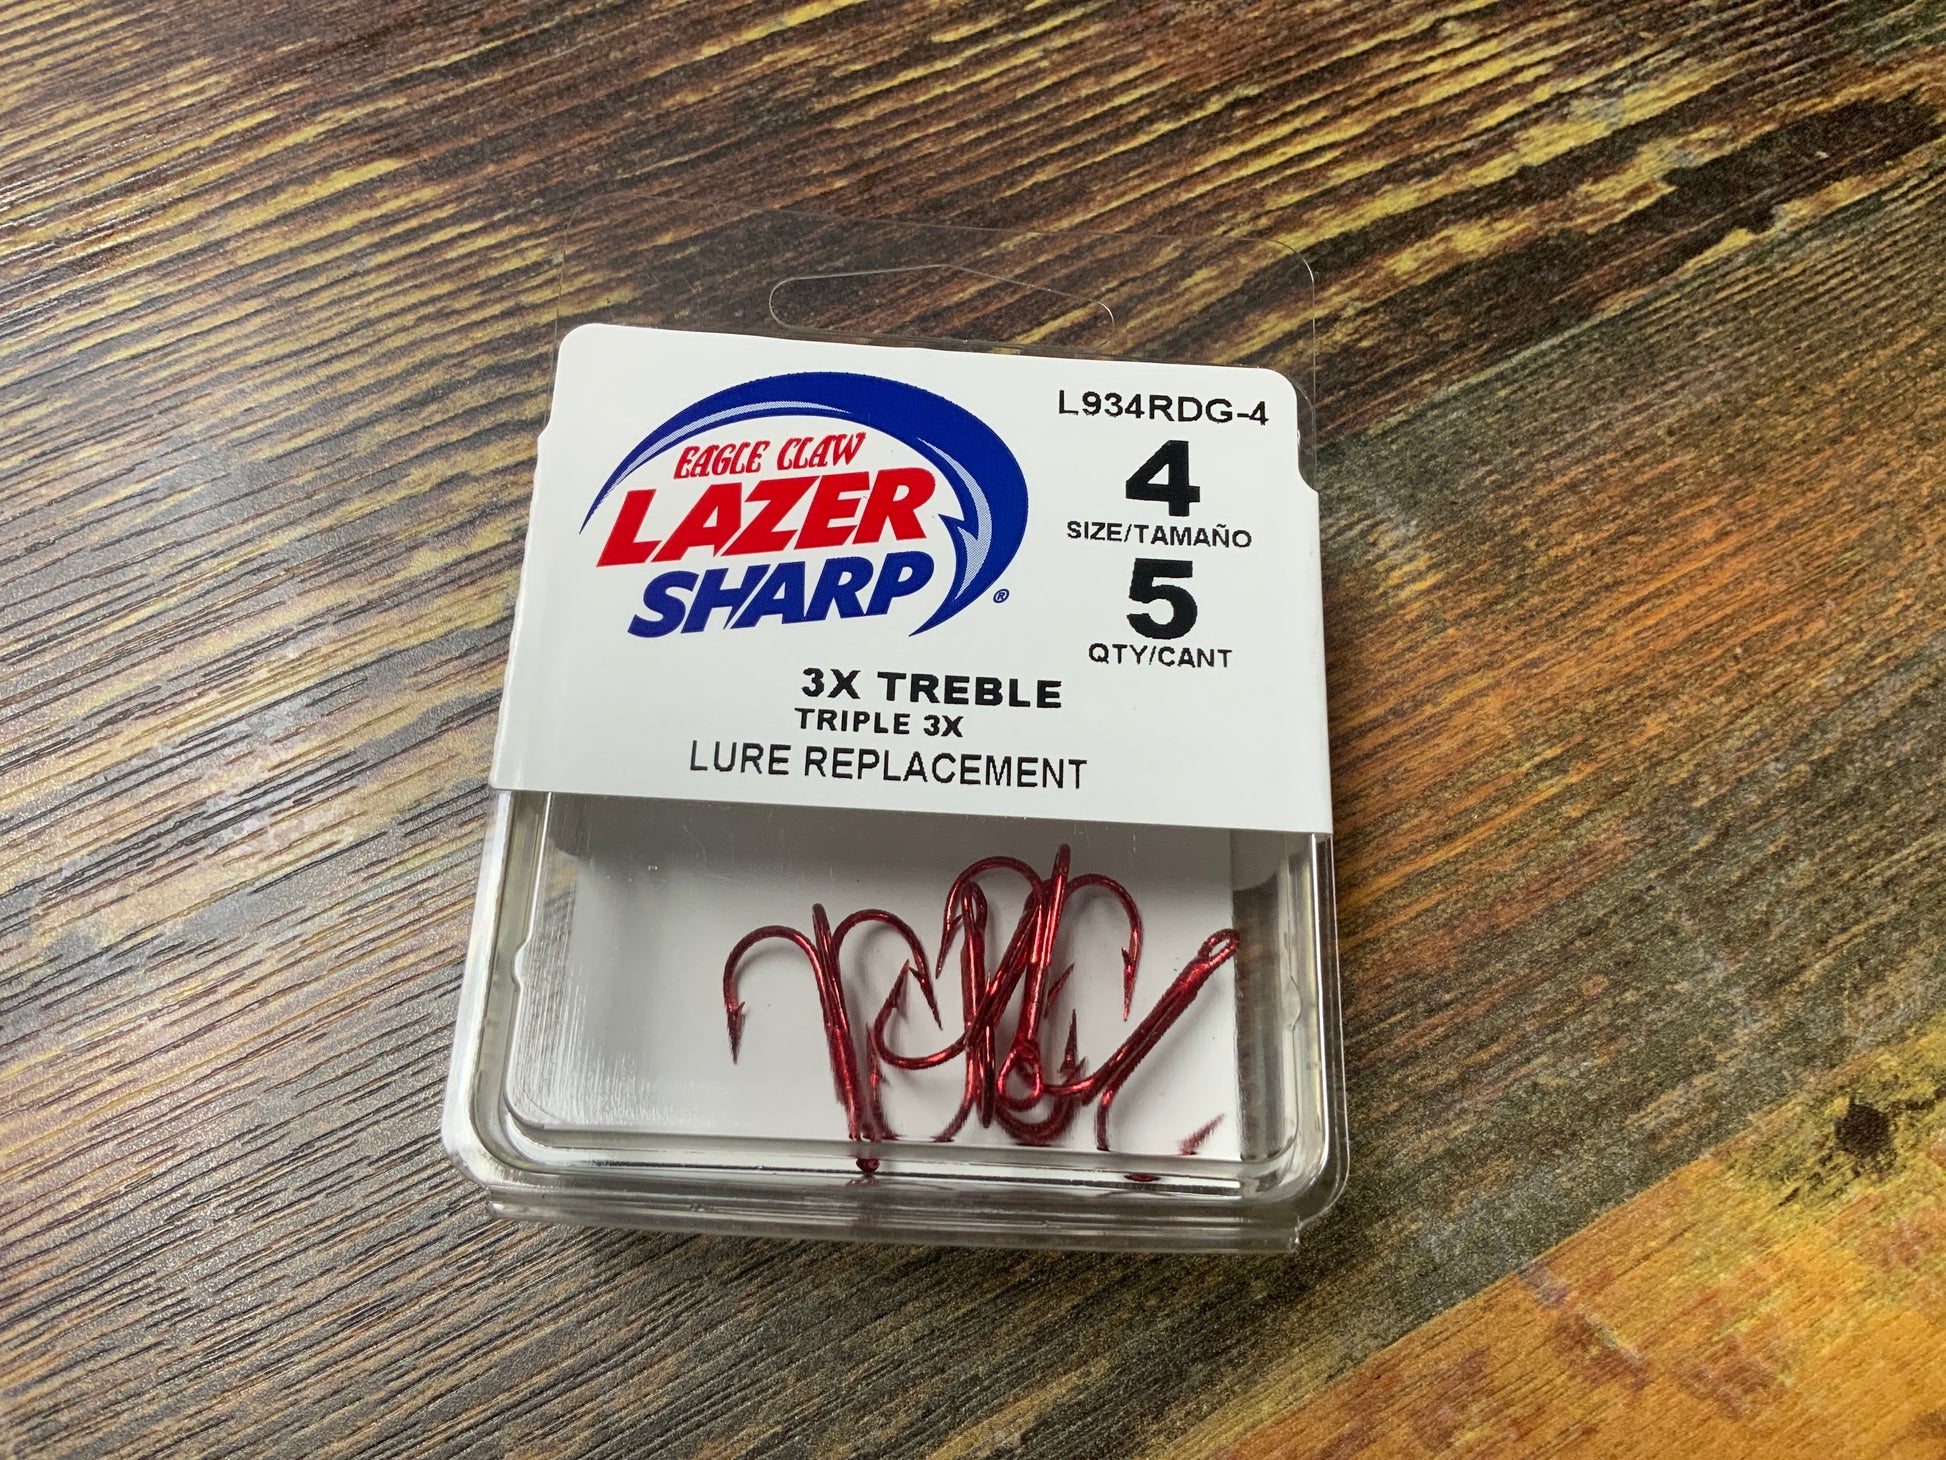 EAGLE CLAW
LAZER
SHARP®
L934RDG-4
4
SIZE/TAMAÑO
5
QTY/CANT
3X TREBLE
TRIPLE 3X
LURE REPLACEMENT